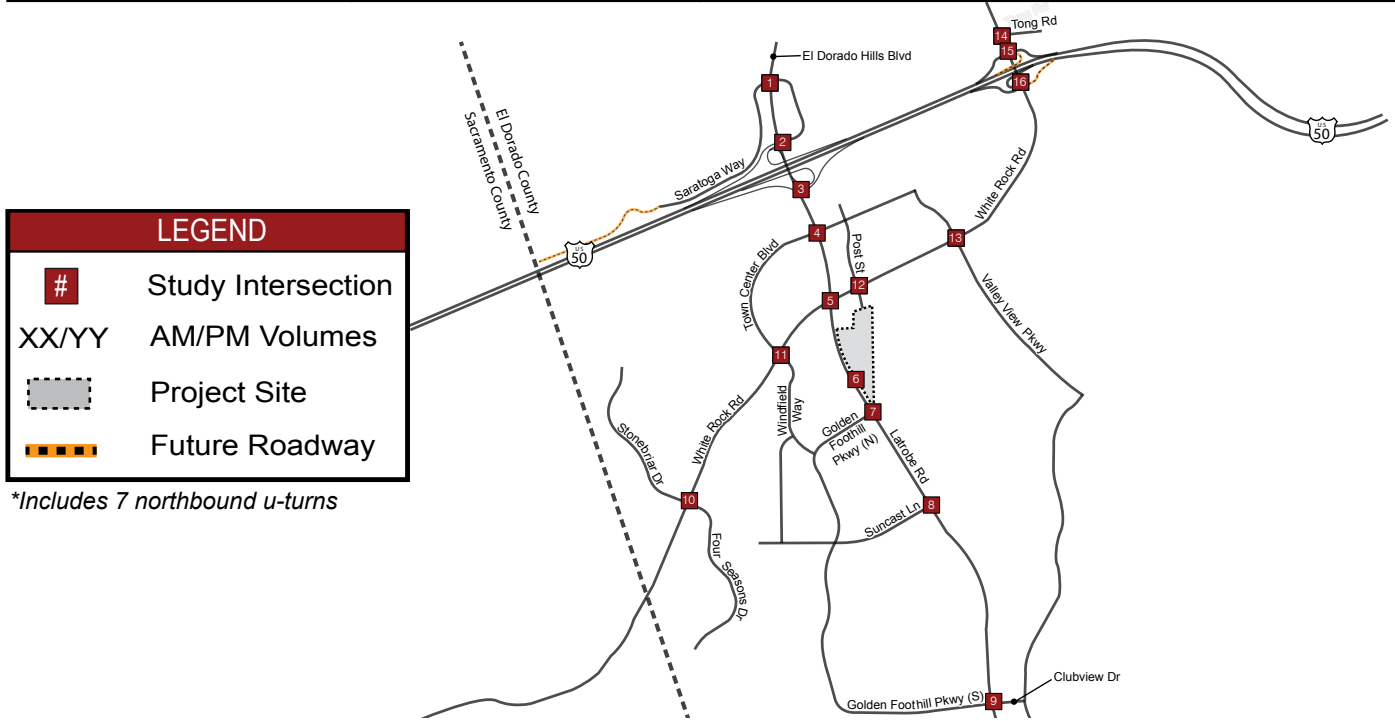 Tong Rd
14
15
El Dorado Hills Blvd
16
1
US
50
El Dorado County
Sacramento County
2
Saratoga Way
3
White Rock Rd
LEGEND
# Study Intersection
XX/YY AM/PM Volumes
Project Site
Future Roadway
*Includes 7 northbound u-turns
US
50
4
Post St
13
Town Center Blvd
12
5
Valley View Pkwy
11
6
Windfield
Way
7
Golden
Foothill
Pkwy (N)
White Rock Rd
Stonebriar Dr
Latrobe Rd
10
8
Suncast Ln
Four Seasons Dr
Clubview Dr
Golden Foothill Pkwy (S)
9